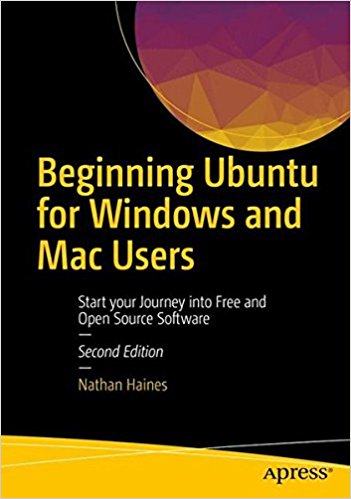 Beginning Ubuntu
for Windows and
Mac Users
Start your Journey into Free and
Open Source Software
—
Second Edition
—
Nathan Haines
Apress®